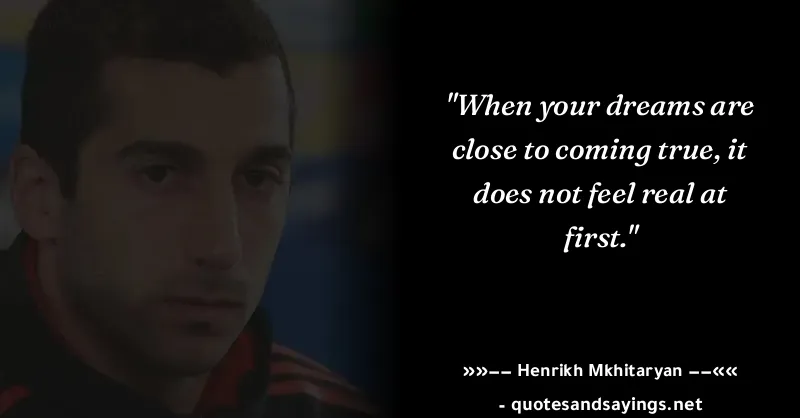 "When your dreams are
close to coming true, it
does not feel real at
first."
»»−− Henrikh Mkhitaryan −−««
- quotesandsayings.net